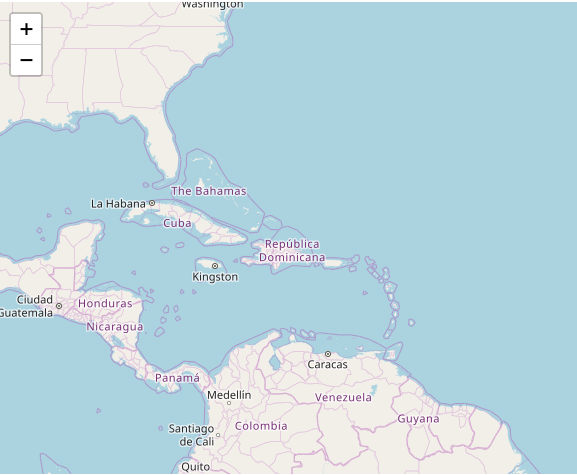 Washington
+
−
The Bahamas
La Habana
Cuba
República
Dominicana
Kingston
Ciudad
Guatemala
Honduras
Nicaragua
Panamá
Caracas
Medellín
Venezuela
Guyana
Santiago
de Cali
Colombia
Quito